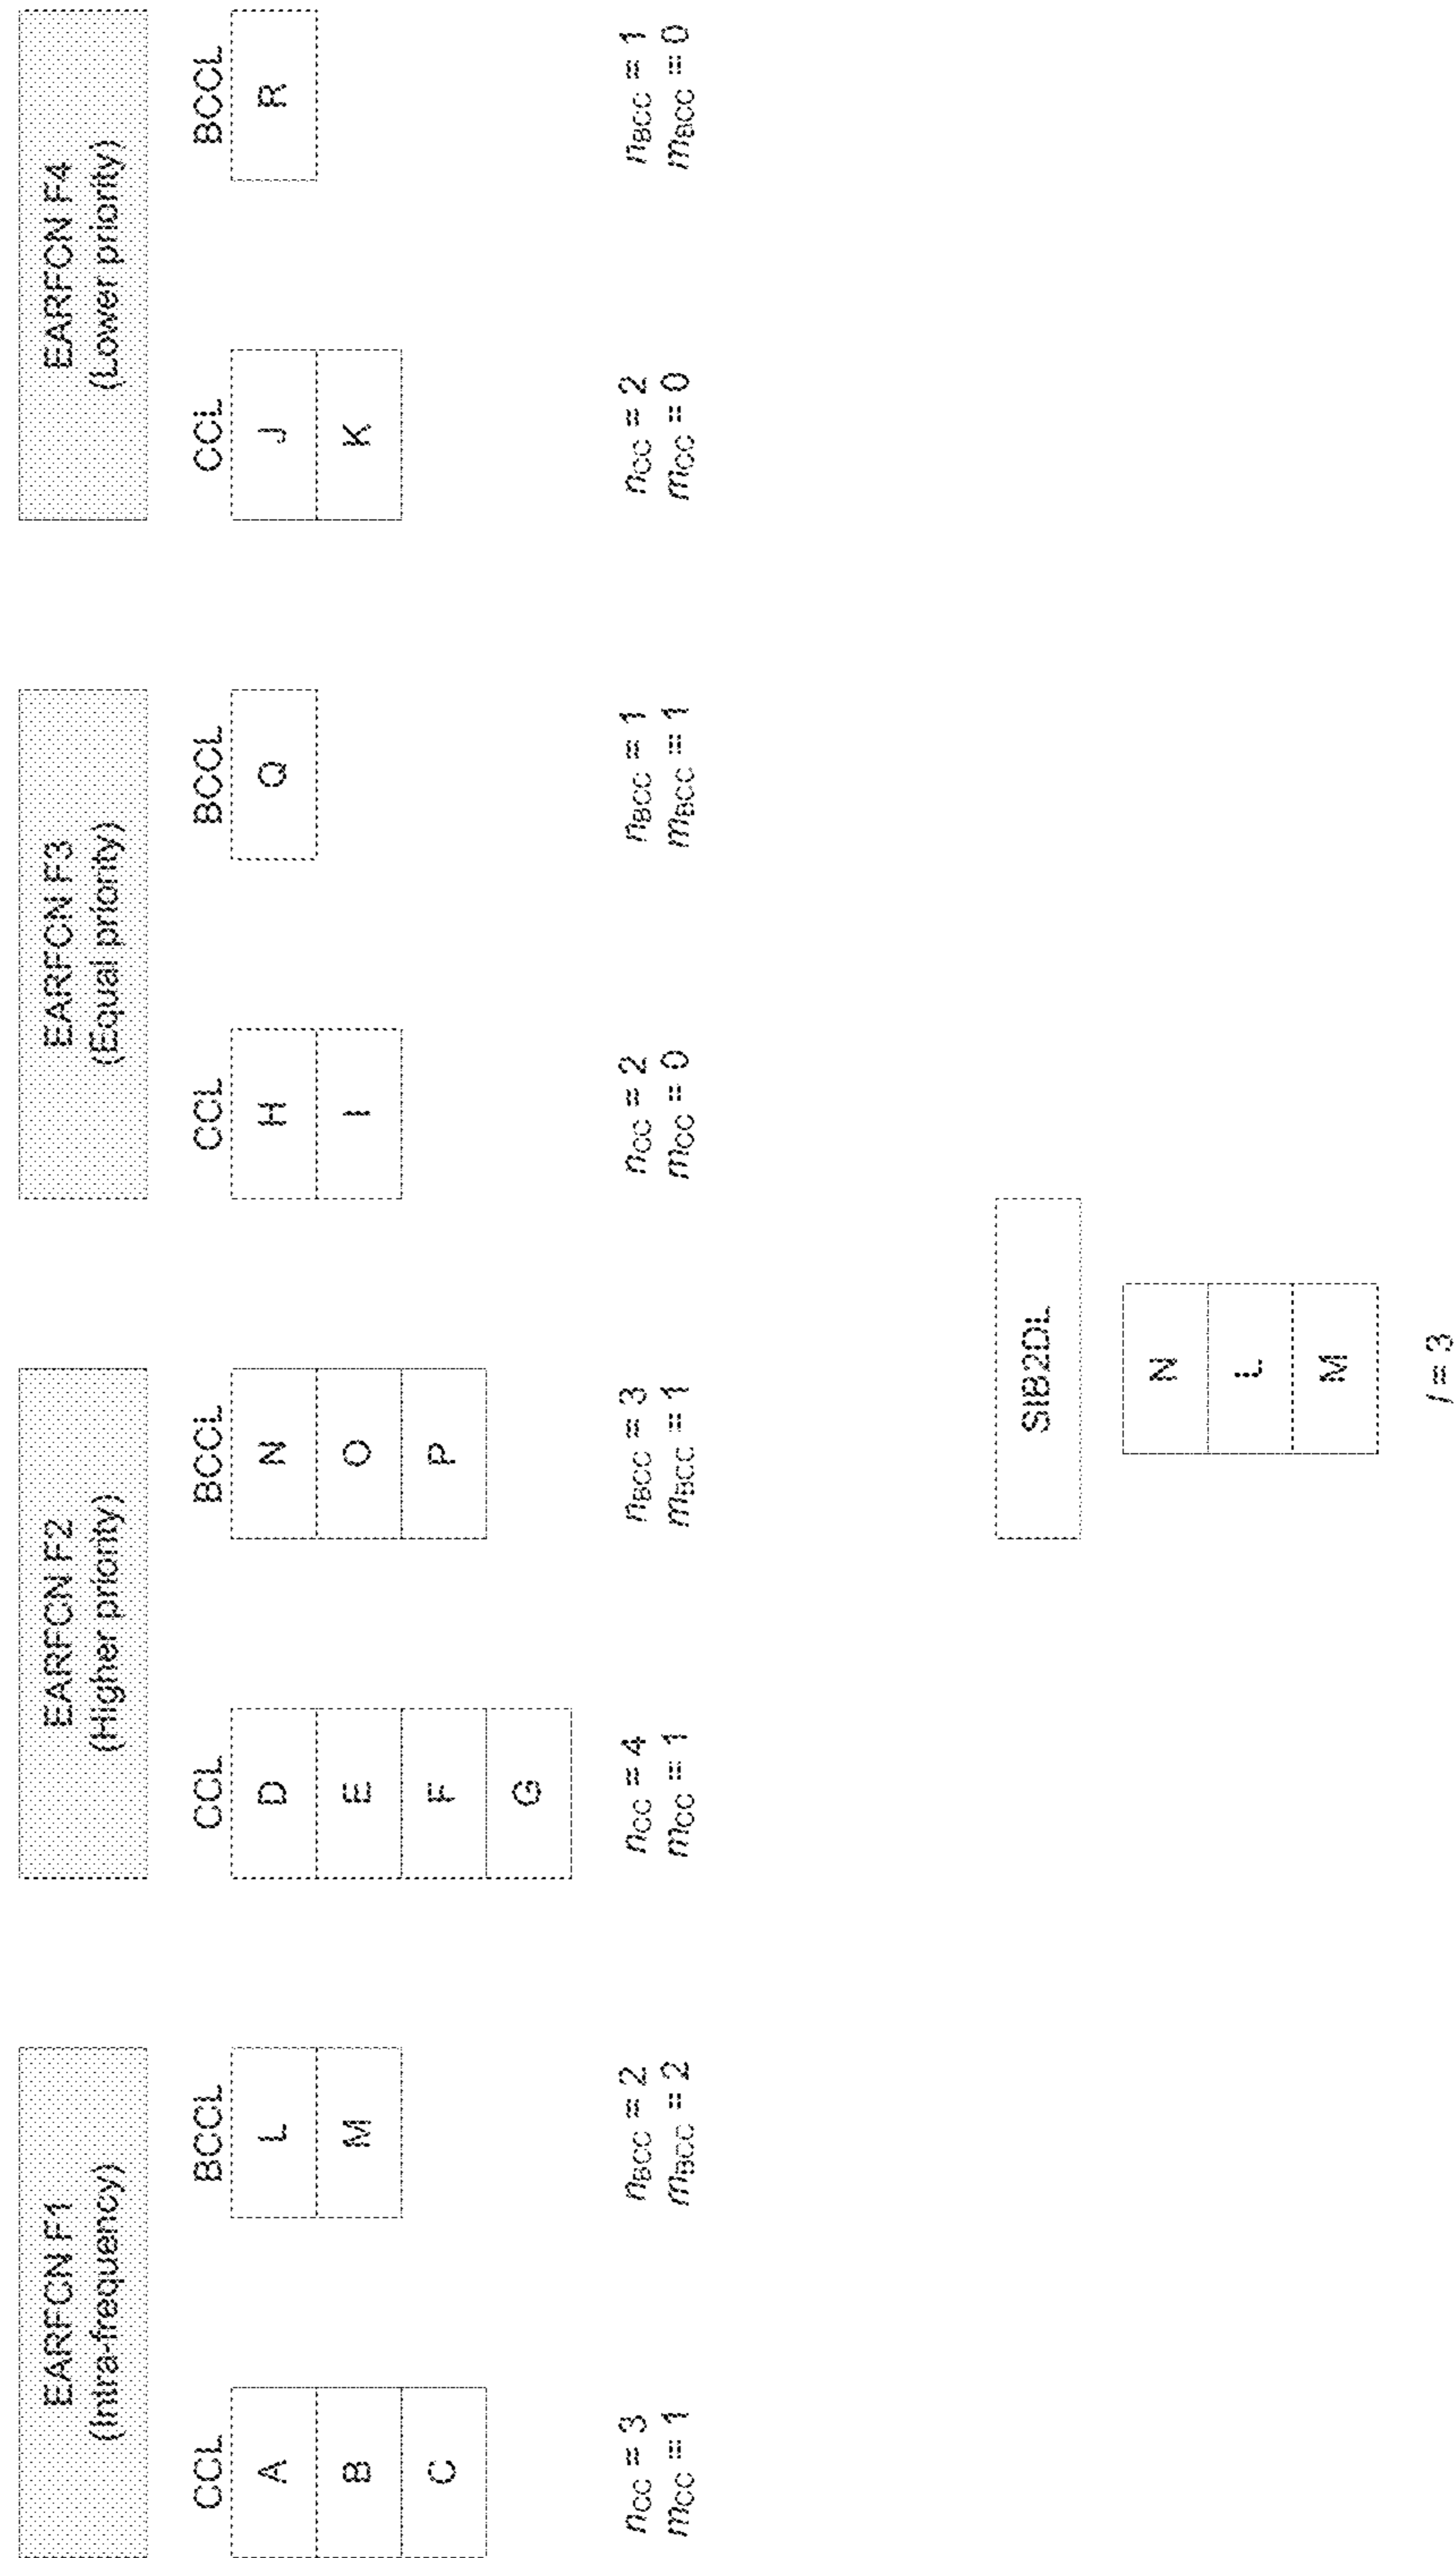 EARFCN F1
(Intra-frequency)
CCL
A
B
C
nCC = 3
mCC = 1
BCCL
L
M
nBCC = 2
mBCC = 2
EARFCN F2
(Higher priority)
CCL
D
E
F
G
nCC = 4
mCC = 1
BCCL
N
O
P
nBCC = 3
mBCC = 1
EARFCN F3
(Equal priority)
CCL
H
I
nCC = 2
mCC = 0
BCCL
Q
nBCC = 1
mBCC = 1
EARFCN F4
(Lower priority)
CCL
J
K
nCC = 2
mCC = 0
BCCL
R
nBCC = 1
mBCC = 0
SIB2DL
N
L
M
l = 3